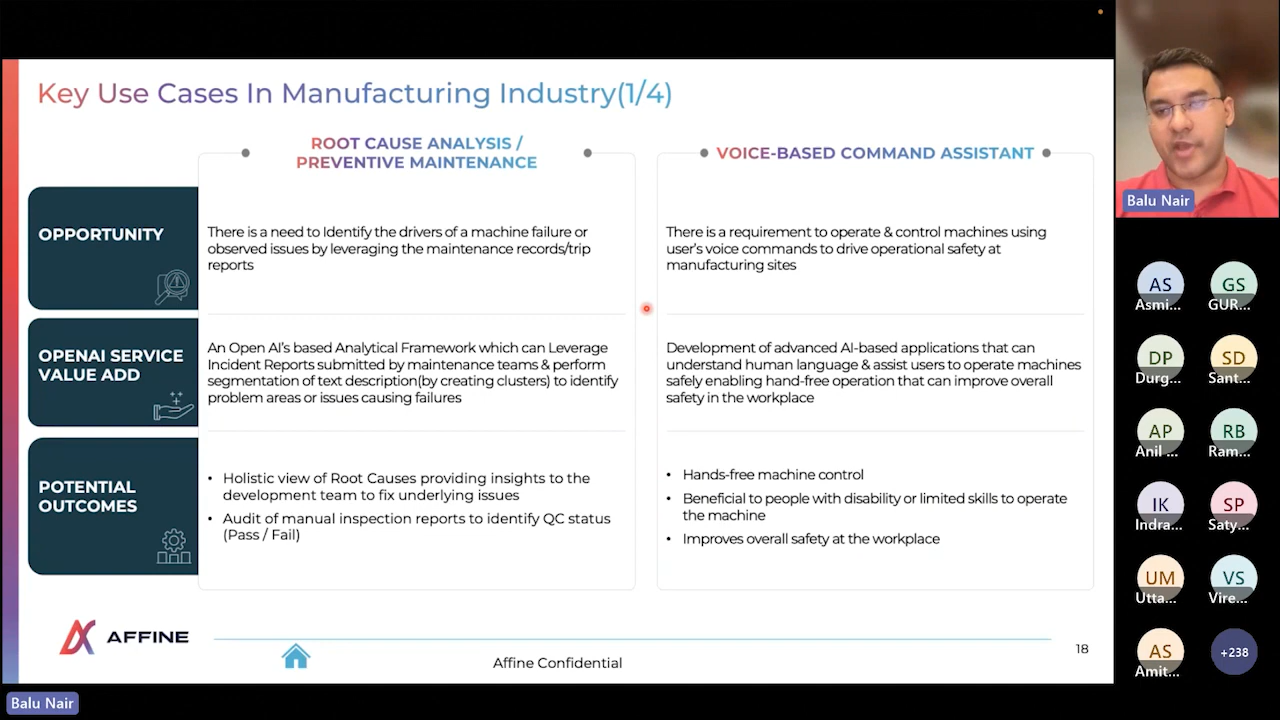 Key Use Cases In Manufacturing Industry(1/4)
ROOT CAUSE ANALYSIS /
PREVENTIVE MAINTENANCE
VOICE-BASED COMMAND ASSISTANT
OPPORTUNITY
There is a need to Identify the drivers of a machine failure or
observed issues by leveraging the maintenance records/trip
reports
There is a requirement to operate & control machines using
user's voice commands to drive operational safety at
manufacturing sites
OPENAI SERVICE
VALUE ADD
An Open AI's based Analytical Framework which can Leverage
Incident Reports submitted by maintenance teams & perform
segmentation of text description(by creating clusters) to identify
problem areas or issues causing failures
Development of advanced AI-based applications that can
understand human language & assist users to operate machines
safely enabling hand-free operation that can improve overall
safety in the workplace
POTENTIAL
OUTCOMES
• Holistic view of Root Causes providing insights to the
development team to fix underlying issues
• Audit of manual inspection reports to identify QC status
(Pass / Fail)
• Hands-free machine control
• Beneficial to people with disability or limited skills to operate
the machine
• Improves overall safety at the workplace
AFFINE
Affine Confidential
18
Balu Nair
Balu Nair
AS
Asmi...
GS
GUR...
DP
Durg...
SD
Sant...
AP
Anil ...
RB
Ram...
IK
Indra...
SP
Saty...
UM
Utta...
VS
Vire...
AS
Amit...
+238